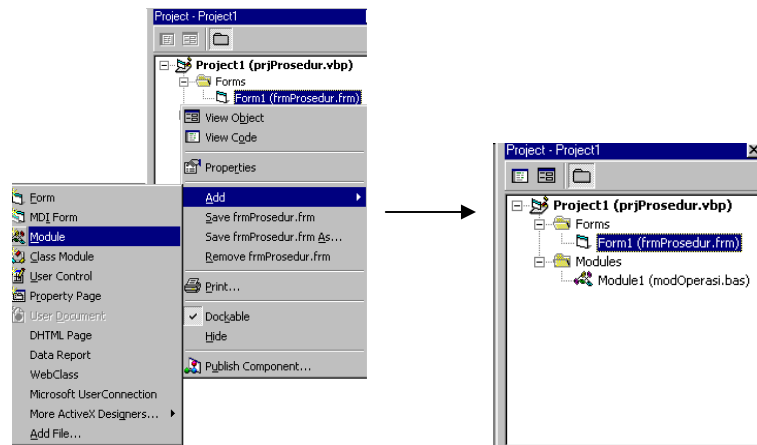 Project - Project1
Project1 (prjProsedur.vbp)
Forms
Form1 (frmProsedur.frm)
View Object
View Code
Properties
Add
Save frmProsedur.frm
Save frmProsedur.frm As...
Remove frmProsedur.frm
Print...
Dockable
Hide
Publish Component...
Form
MDI Form
Module
Class Module
User Control
Property Page
User Document
DHTML Page
Data Report
WebClass
Microsoft UserConnection
More ActiveX Designers...
Add File...
Project - Project1
Project1 (prjProsedur.vbp)
Forms
Form1 (frmProsedur.frm)
Modules
Module1 (modOperasi.bas)